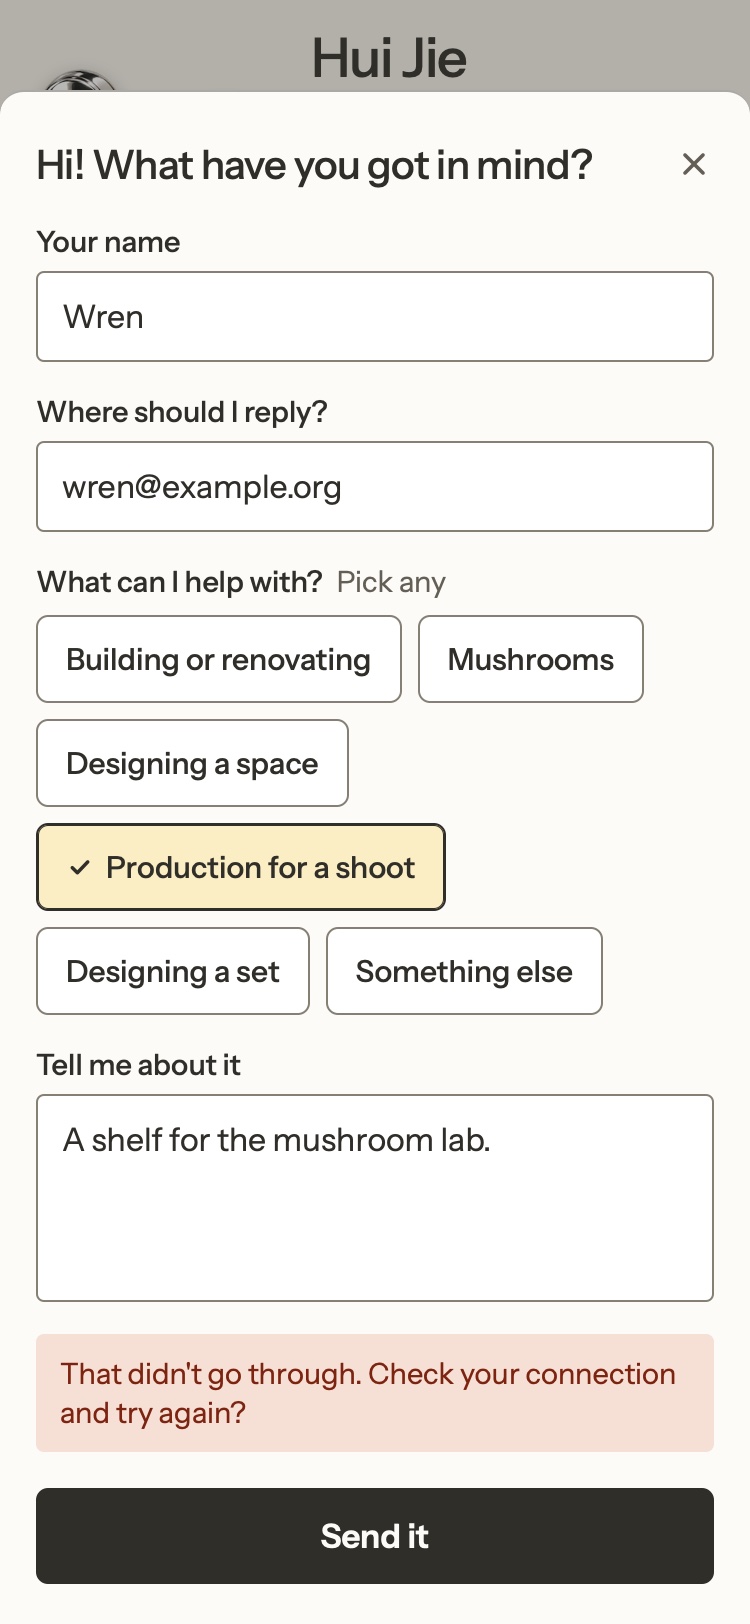 Hui Jie
Hi! What have you got in mind?
Your name
Wren
Where should I reply?
wren@example.org
What can I help with? Pick any
Building or renovating
Mushrooms
Designing a space
Production for a shoot
Designing a set
Something else
Tell me about it
A shelf for the mushroom lab.
That didn't go through. Check your connection
and try again?
Send it